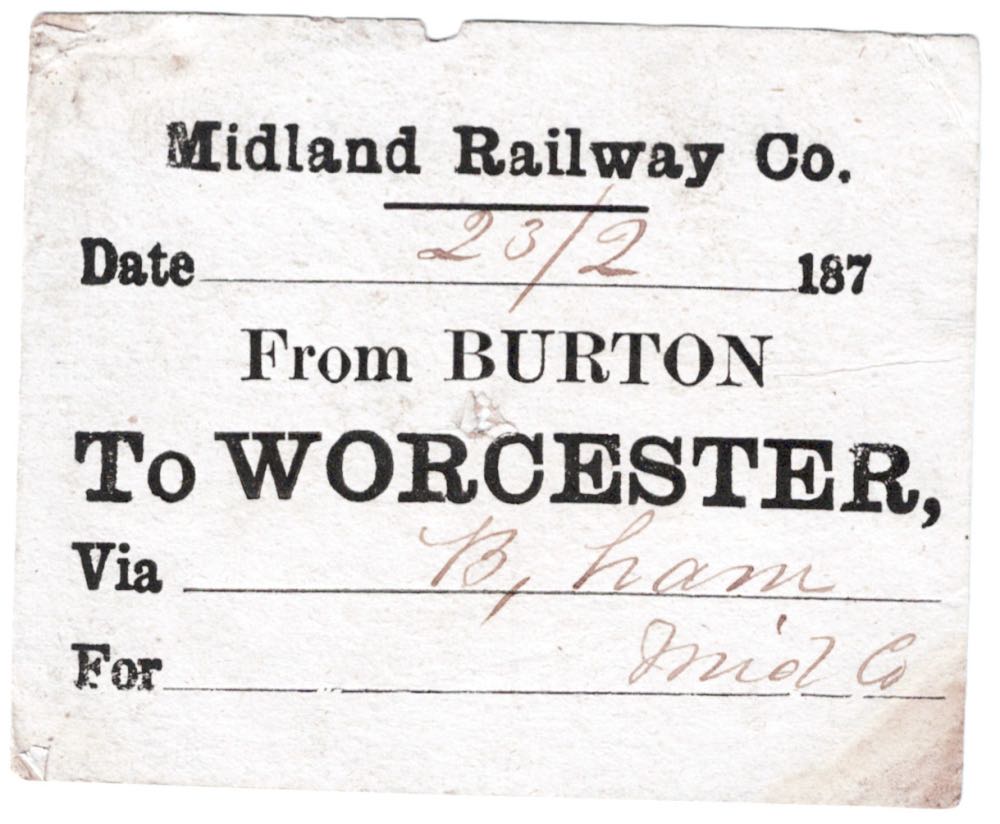 Midland Railway Co.
Date 23/2 187
From BURTON
To WORCESTER,
Via B, ham
For Mid Co